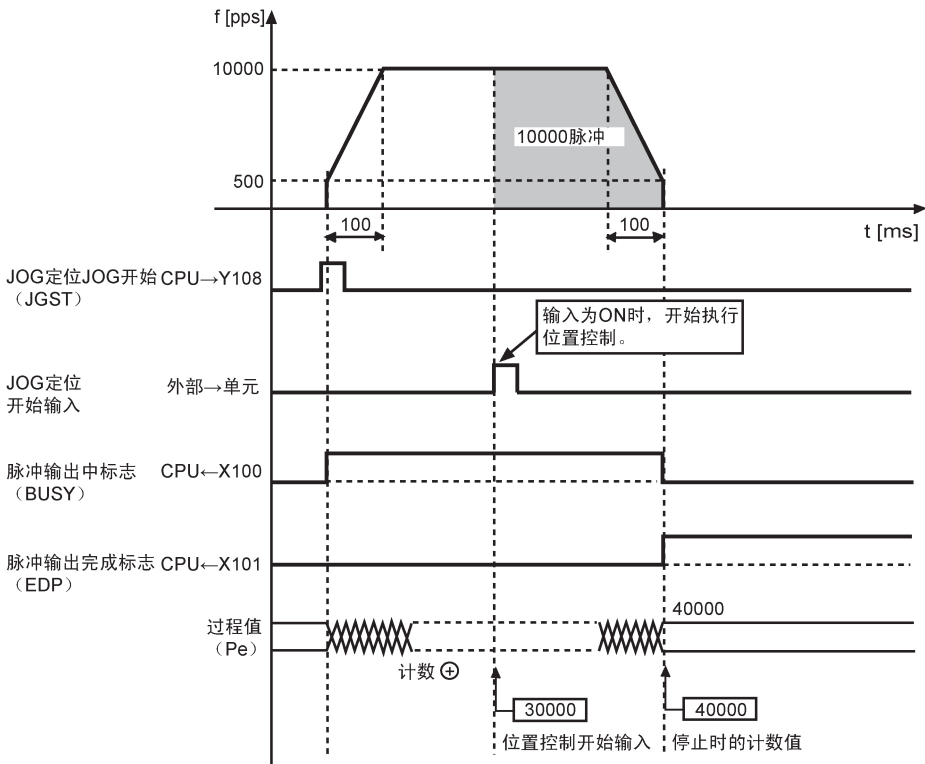 f [pps]
10000
10000脉冲
500
100
100
t [ms]
JOG定位JOG开始 CPU→Y108
（JGST）
输入为ON时，开始执行
位置控制。
JOG定位
开始输入
外部→单元
脉冲输出中标志 CPU←X100
（BUSY）
脉冲输出完成标志 CPU←X101
（EDP）
过程值
（Pe）
40000
计数⊕
30000
40000
位置控制开始输入
停止时的计数值